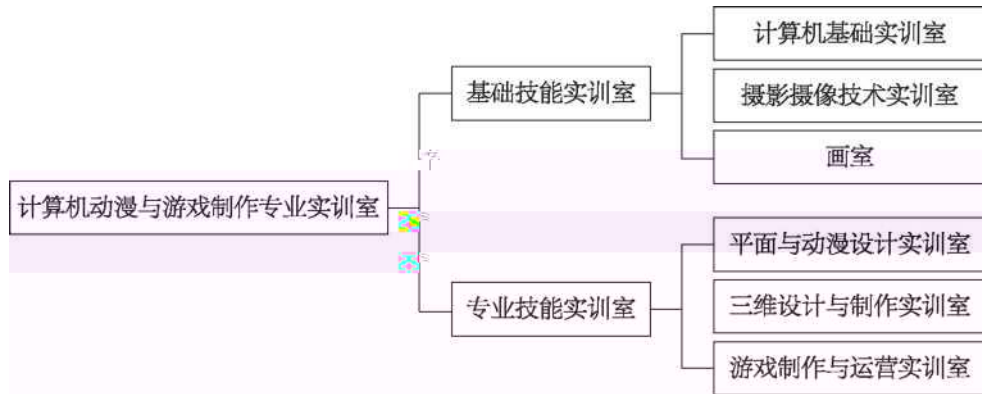 计算机基础实训室
基础技能实训室
摄影摄像技术实训室
画室
计算机动漫与游戏制作专业实训室
平面与动漫设计实训室
专业技能实训室
三维设计与制作实训室
游戏制作与运营实训室